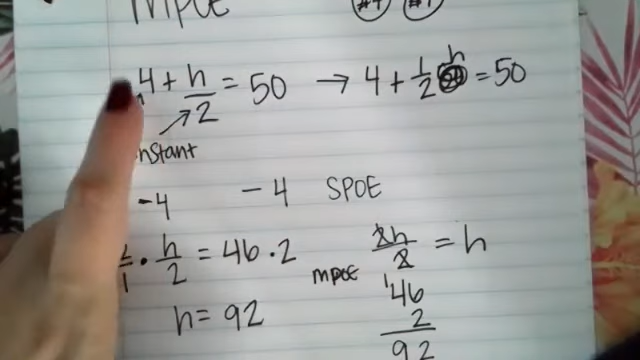 MPOE #4 #7
4 + h/2 = 50 → 4 + 1/2 h = 50
-4 -4 SPOE
· h/2 = 46 · 2 2h/2 = h
mpoe
h = 92 1
46
2
92